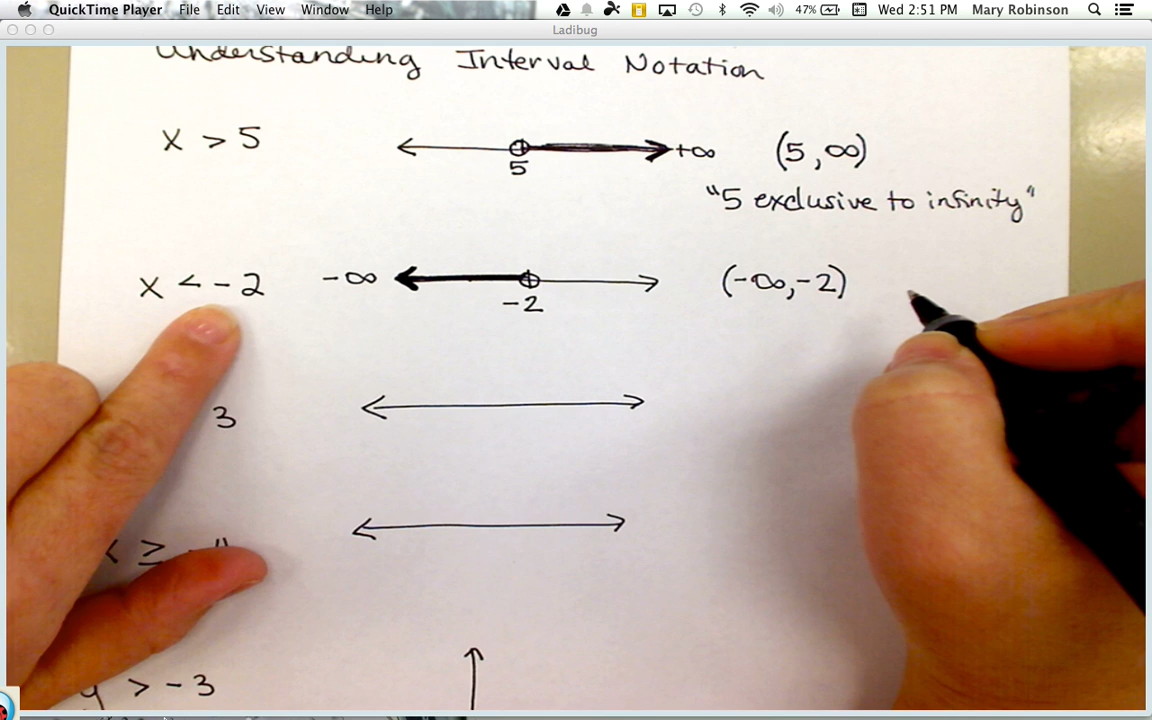 QuickTime Player File Edit View Window Help 47% Wed 2:51 PM Mary Robinson
Ladibug
Understanding Interval Notation
x > 5
5
+∞
(5,∞)
"5 exclusive to infinity"
x < -2
-∞
-2
(-∞,-2)
3
≥
> -3